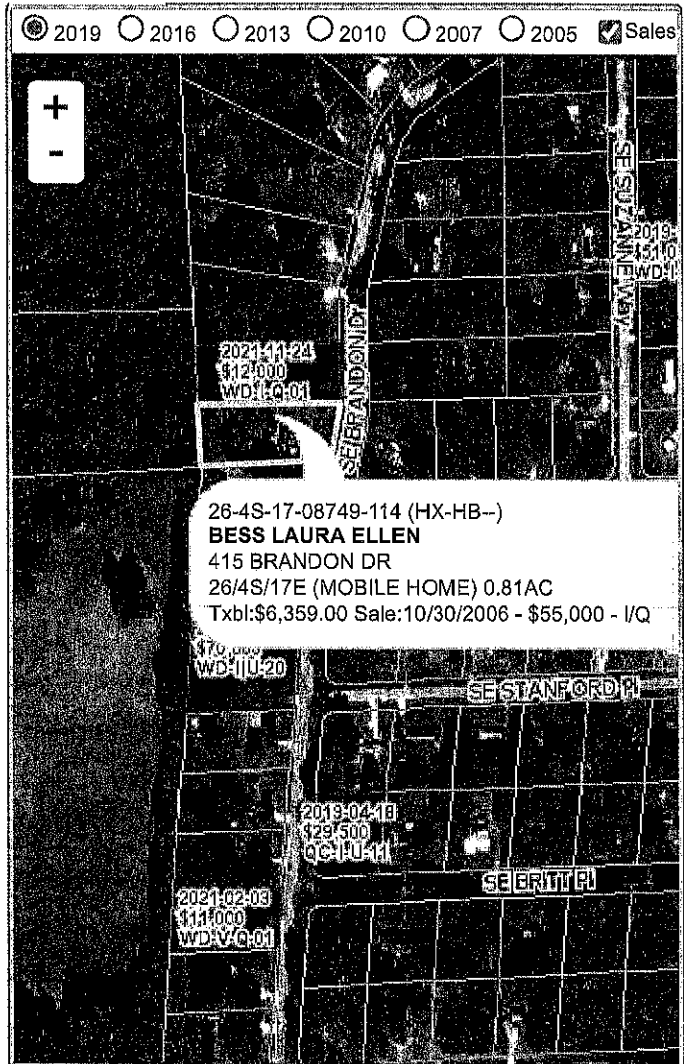 2019 2016 2013 2010 2007 2005 Sales
+
-
SE SUZANNE Way
2019-
WD-I-
2021-11-24
$12,000
WD-I-Q-01
SE BRANDON Dr
26-4S-17-08749-114 (HX-HB--)
BESS LAURA ELLEN
415 BRANDON DR
26/4S/17E (MOBILE HOME) 0.81AC
Txbl:$6,359.00 Sale:10/30/2006 - $55,000 - I/Q
WD-I-U-20
SE STANFORD Pl
2013-04-18
$29,500
QC-I-U-11
SE BRITT Pl
2021-02-03
$11,000
WD-V-Q-01